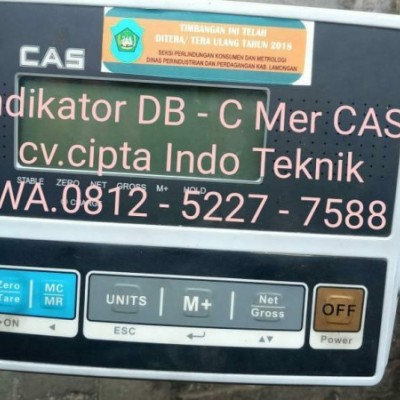 TIMBANGAN INI TELAH
DITERA/ TERA ULANG TAHUN 2018
SEKSI PERLINDUNGAN KONSUMEN DAN METROLOGI
DINAS PERINDUSTRIAN DAN PERDAGANGAN KAB. LAMONGAN
CAS
ndikator DB - C Mer CAS
cv.cipta Indo Teknik
STABLE ZERO NET GROSS M+ HOLD
WA.0812 - 5227 - 7588
Zero
Tare
MC
MR
UNITS
M+
Net
Gross
OFF
ON
ESC
Power